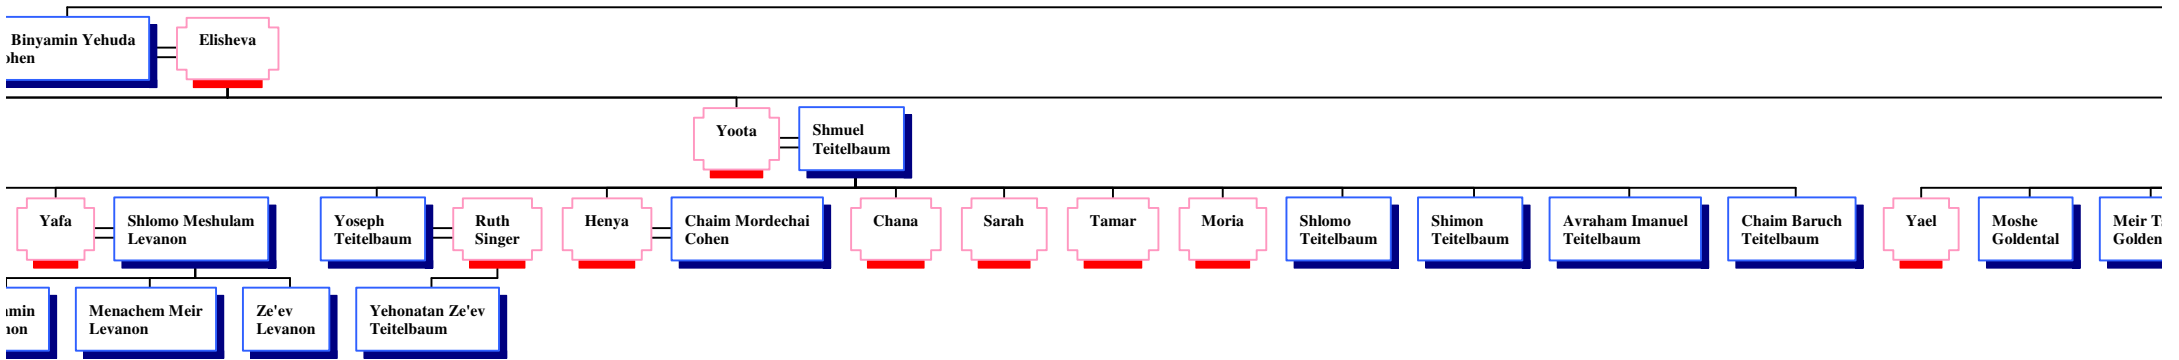 Binyamin Yehuda
Elisheva
Yoota
Shmuel
Teitelbaum
Yafa
Shlomo Meshulam
Levanon
Yoseph
Teitelbaum
Ruth
Singer
Henya
Chaim Mordechai
Cohen
Chana
Sarah
Tamar
Moria
Shlomo
Teitelbaum
Shimon
Teitelbaum
Avraham Imanuel
Teitelbaum
Chaim Baruch
Teitelbaum
Yael
Moshe
Goldental
Meir
Menachem Meir
Levanon
Ze'ev
Levanon
Yehonatan Ze'ev
Teitelbaum